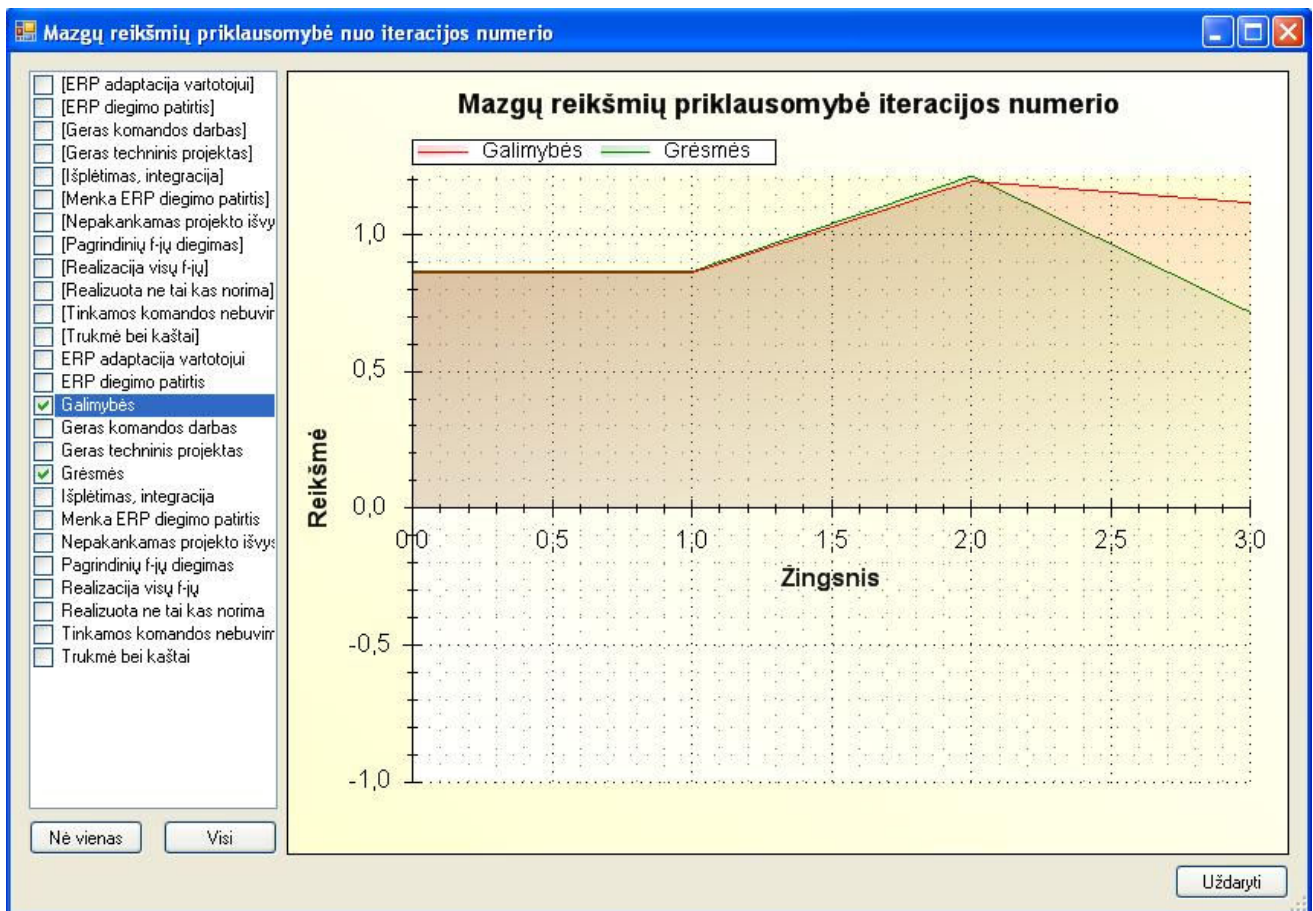 Mazgų reikšmių priklausomybė nuo iteracijos numerio
[ERP adaptacija vartotojui]
[ERP diegimo patirtis]
[Geras komandos darbas]
[Geras techninis projektas]
[Išplėtimas, integracija]
[Menka ERP diegimo patirtis]
[Nepakankamas projekto išvy
[Pagrindinių f-jų diegimas]
[Realizacija visų f-jų]
[Realizuota ne tai kas norima]
[Tinkamos komandos nebuvir
[Trukmė bei kaštai]
ERP adaptacija vartotojui
ERP diegimo patirtis
Galimybės
Geras komandos darbas
Geras techninis projektas
Grėsmės
Išplėtimas, integracija
Menka ERP diegimo patirtis
Nepakankamas projekto išvys
Pagrindinių f-jų diegimas
Realizacija visų f-jų
Realizuota ne tai kas norima
Tinkamos komandos nebuvim
Trukmė bei kaštai
Nė vienas Visi
Mazgų reikšmių priklausomybė iteracijos numerio
Galimybės Grėsmės
Reikšmė
1,0
0,5
0,0
-0,5
-1,0
0,0 0,5 1,0 1,5 2,0 2,5 3,0
Žingsnis
Uždaryti